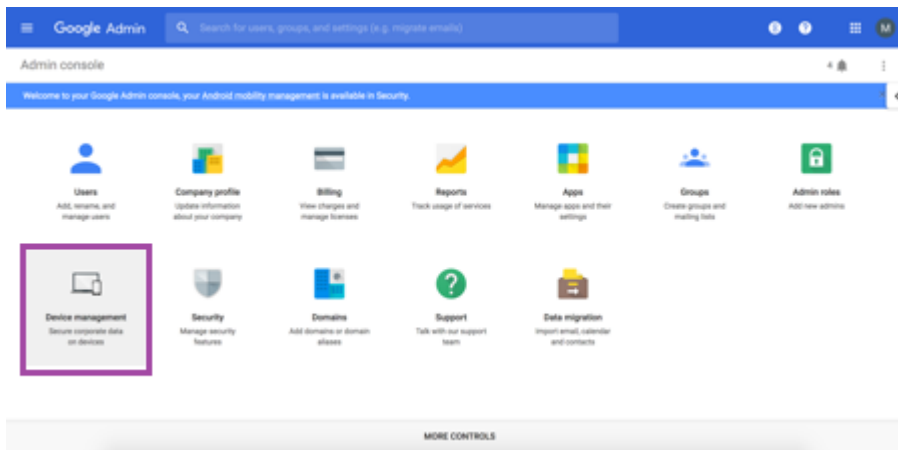 Google Admin
Search for users, groups, and settings (e.g. migrate emails)
M
Admin console
4
Welcome to your Google Admin console, your Android mobility management is available in Security.
Users
Add, rename, and
manage users
Company profile
Update information
about your company
Billing
View charges and
manage licenses
Reports
Track usage of services
Apps
Manage apps and their
settings
Groups
Create groups and
mailing lists
Admin roles
Add new admins
Device management
Secure corporate data
on devices
Security
Manage security
features
Domains
Add domains or domain
aliases
Support
Talk with our support
team
Data migration
Import email, calendar
and contacts
MORE CONTROLS